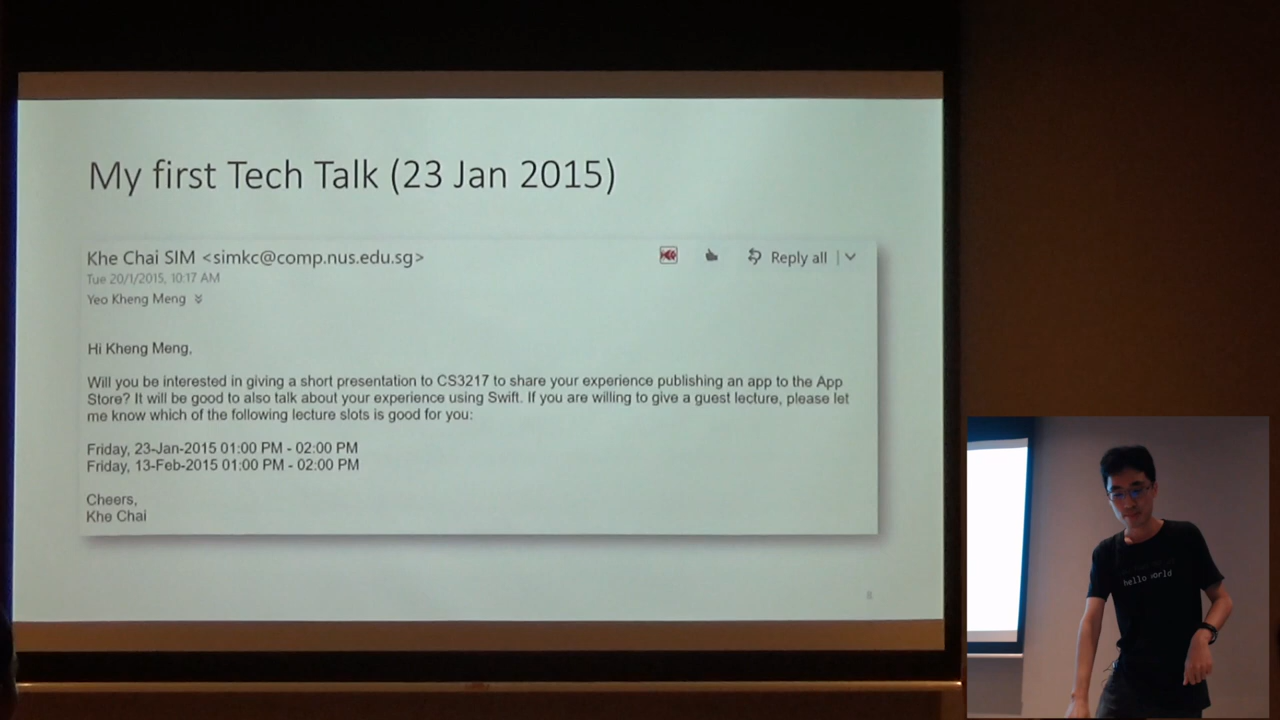 My first Tech Talk (23 Jan 2015)
Khe Chai SIM <simkc@comp.nus.edu.sg>
Reply all
Tue 20/1/2015, 10:17 AM
Yeo Kheng Meng
Hi Kheng Meng,
Will you be interested in giving a short presentation to CS3217 to share your experience publishing an app to the App
Store? It will be good to also talk about your experience using Swift. If you are willing to give a guest lecture, please let
me know which of the following lecture slots is good for you:
Friday, 23-Jan-2015 01:00 PM - 02:00 PM
Friday, 13-Feb-2015 01:00 PM - 02:00 PM
Cheers,
Khe Chai
8
hello world